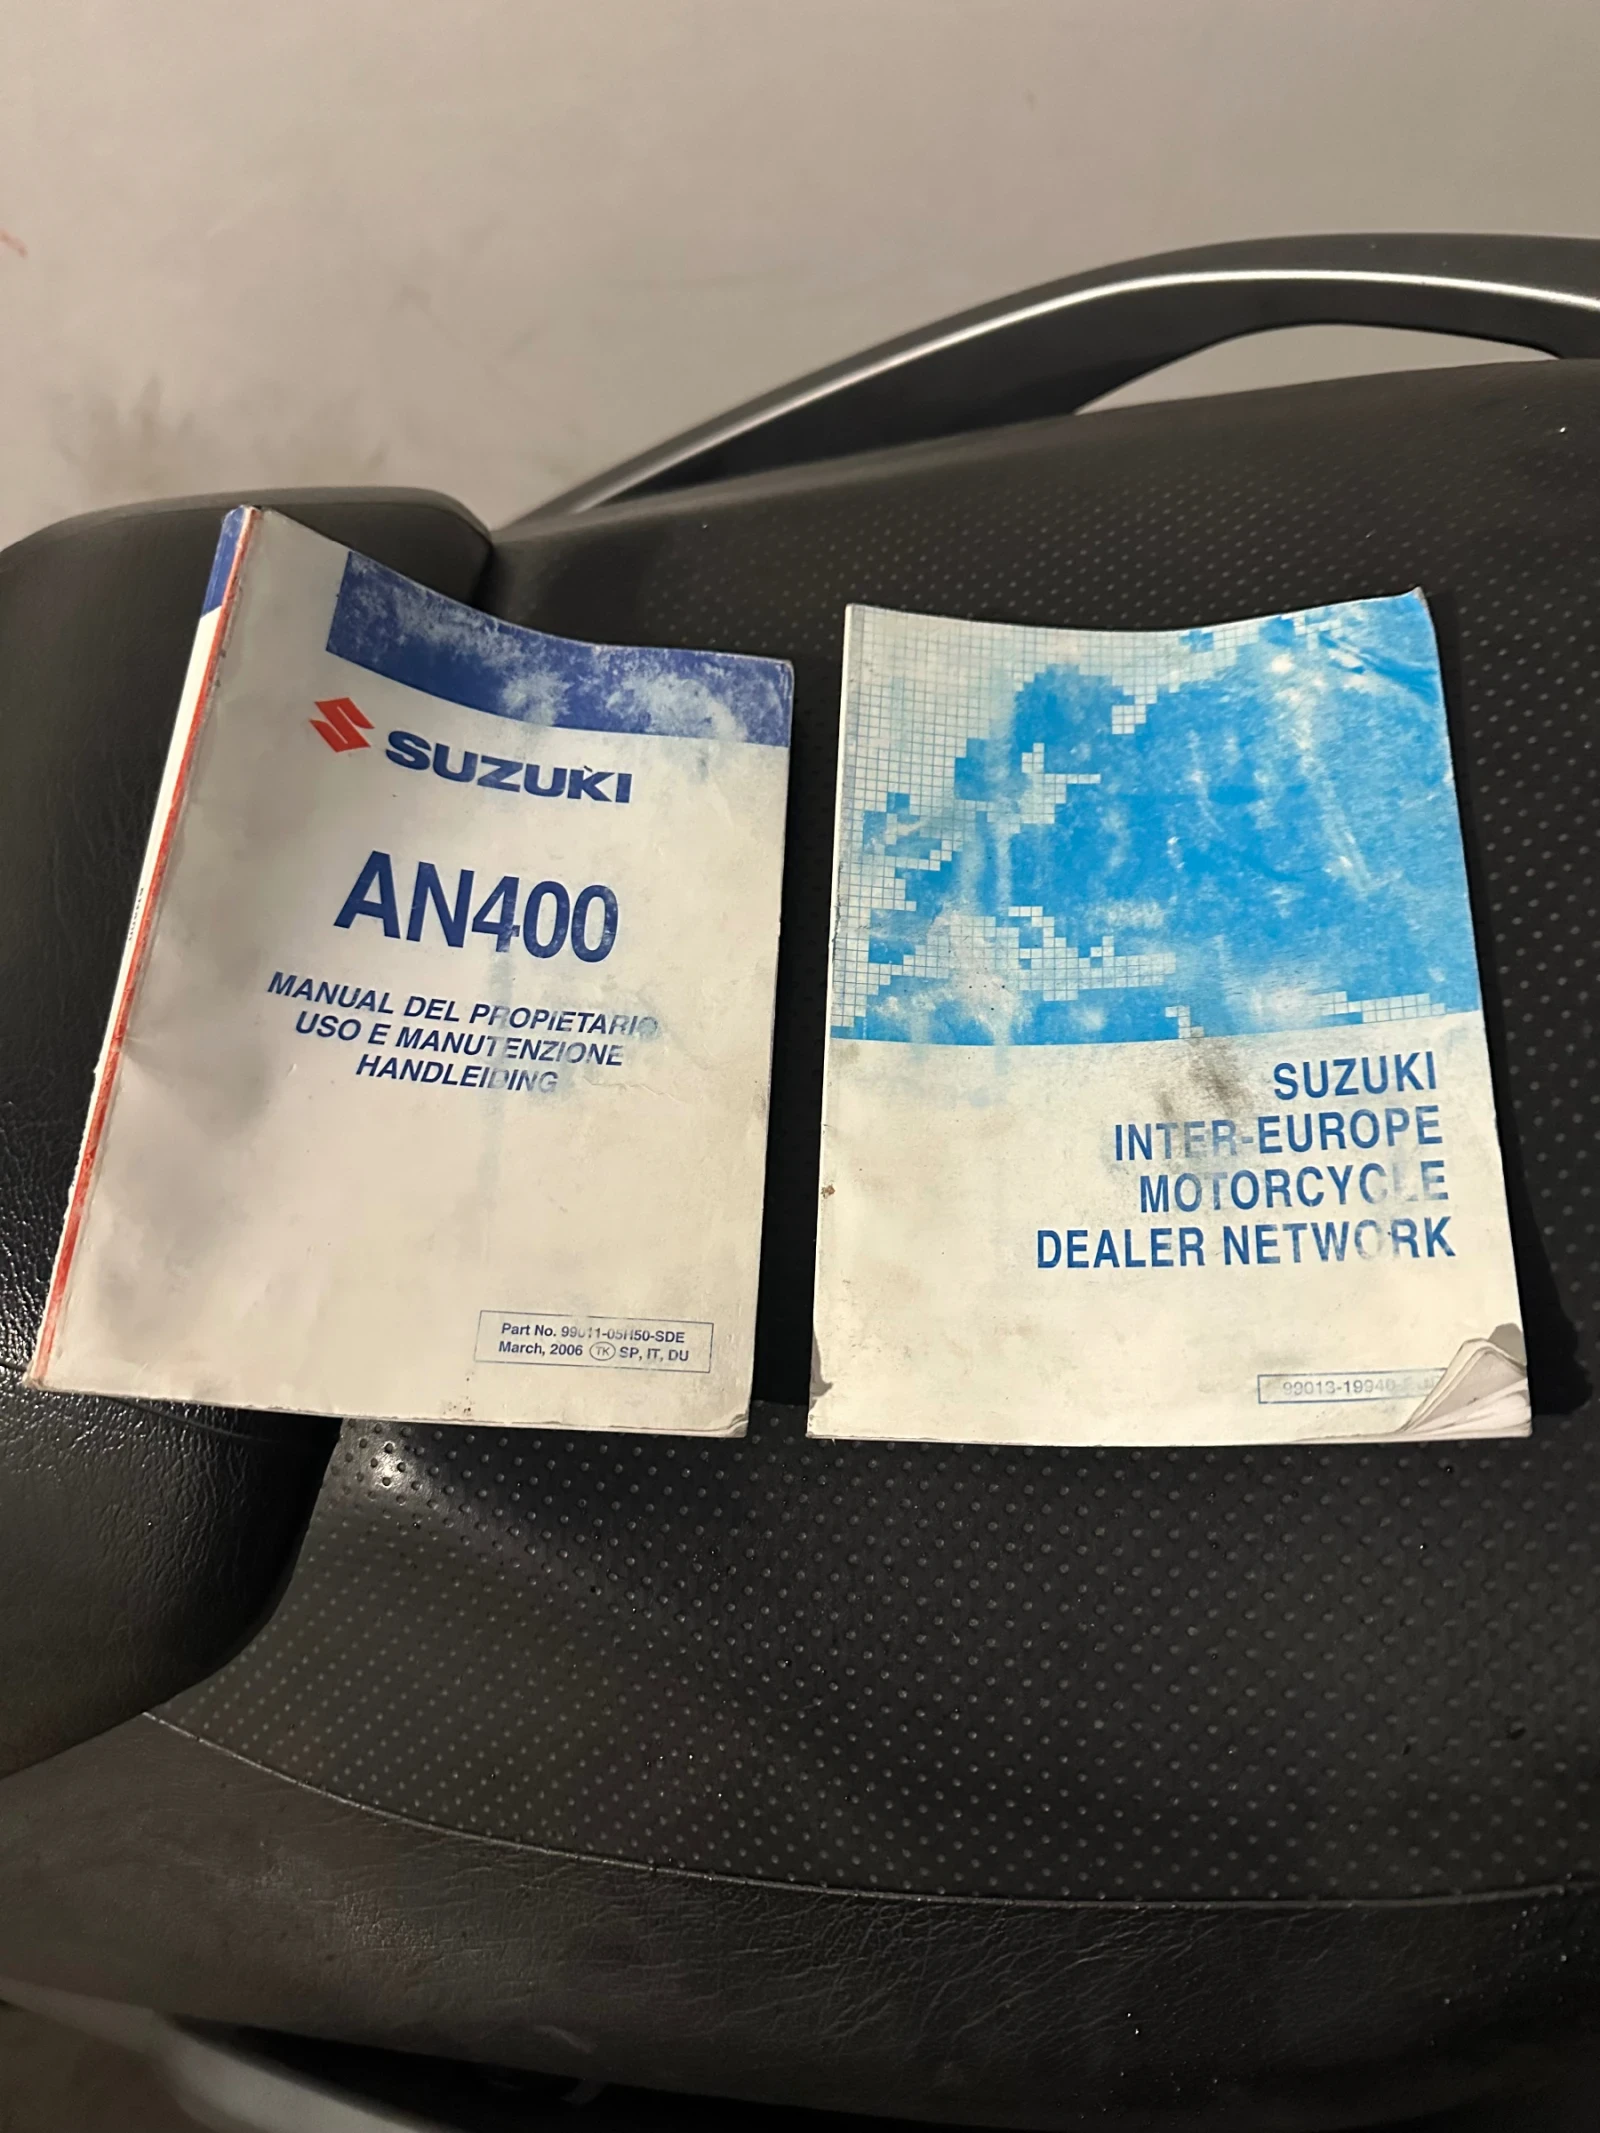 SUZUKI
AN400
MANUAL DEL PROPIETARIO
USO E MANUTENZIONE
HANDLEIDING
Part No. 99011-05H50-SDE
March, 2006 TK SP, IT, DU
SUZUKI
INTER-EUROPE
MOTORCYCLE
DEALER NETWORK